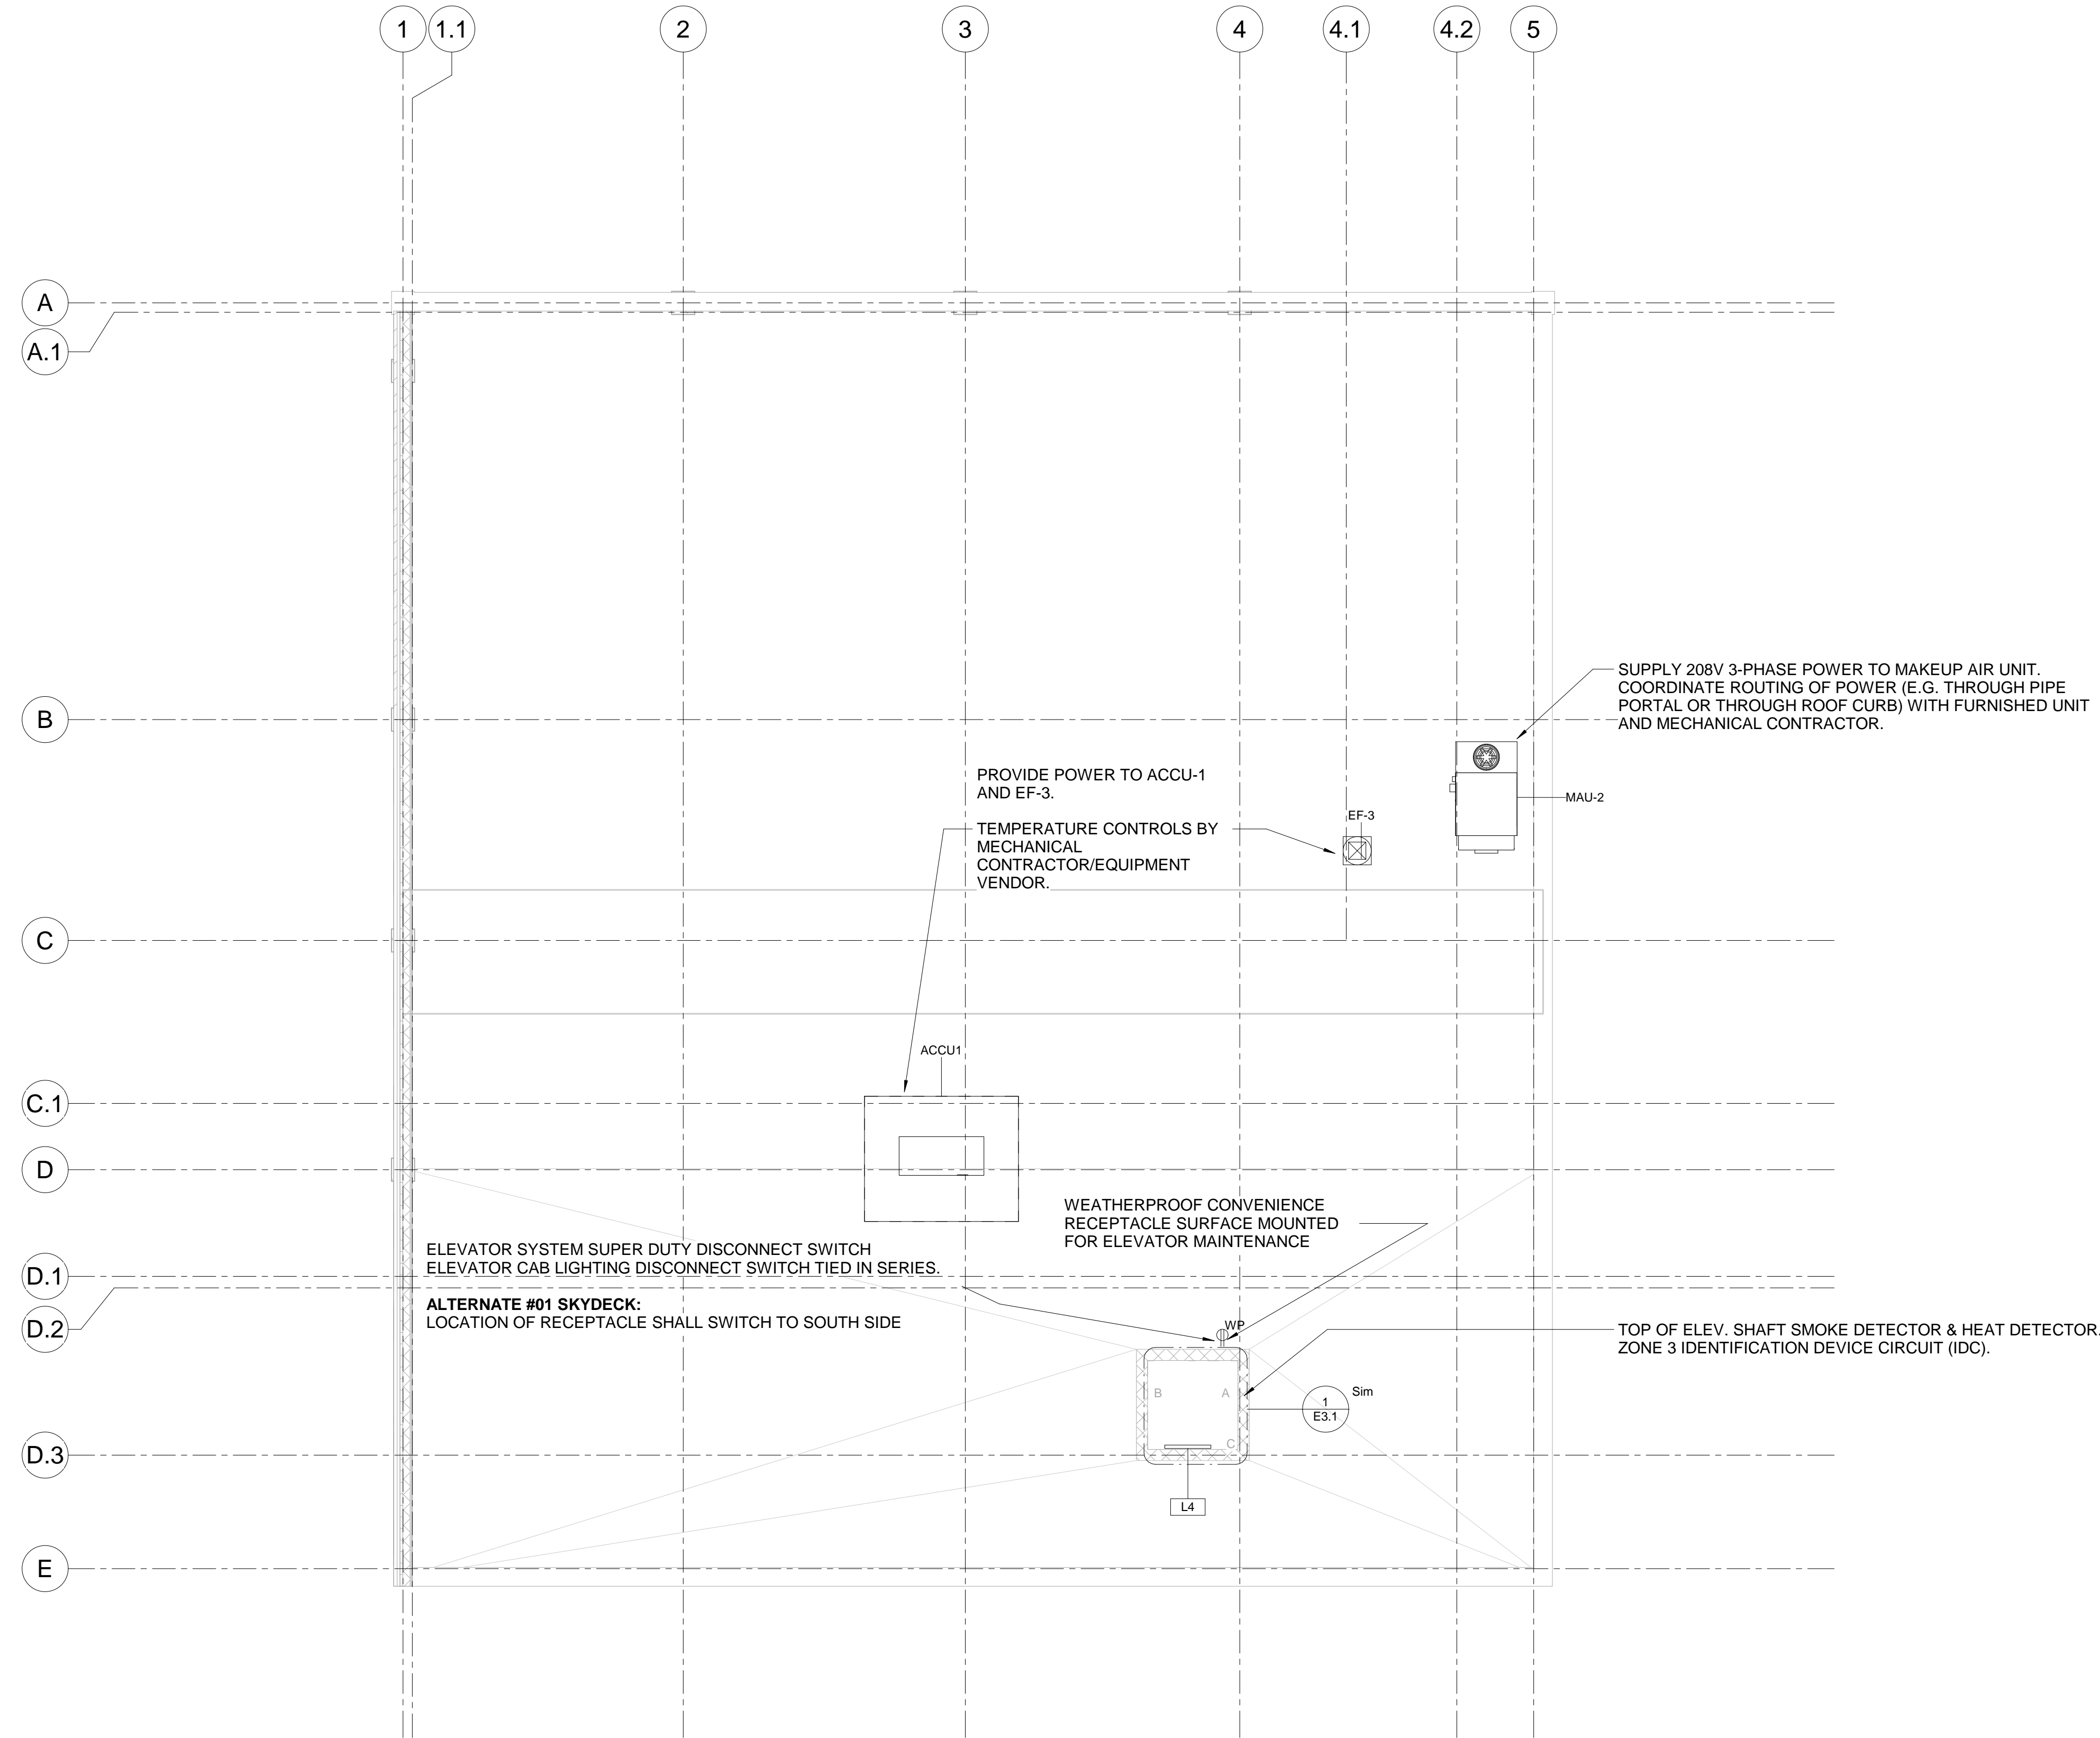 1
1.1
2
3
4
4.1
4.2
5
A
A.1
B
C
C.1
D
D.1
D.2
D.3
E
SUPPLY 208V 3-PHASE POWER TO MAKEUP AIR UNIT.
COORDINATE ROUTING OF POWER (E.G. THROUGH PIPE
PORTAL OR THROUGH ROOF CURB) WITH FURNISHED UNIT
AND MECHANICAL CONTRACTOR.
MAU-2
PROVIDE POWER TO ACCU-1
AND EF-3.
TEMPERATURE CONTROLS BY
MECHANICAL
CONTRACTOR/EQUIPMENT
VENDOR.
EF-3
ACCU1
WEATHERPROOF CONVENIENCE
RECEPTACLE SURFACE MOUNTED
FOR ELEVATOR MAINTENANCE
ELEVATOR SYSTEM SUPER DUTY DISCONNECT SWITCH
ELEVATOR CAB LIGHTING DISCONNECT SWITCH TIED IN SERIES.
ALTERNATE #01 SKYDECK:
LOCATION OF RECEPTACLE SHALL SWITCH TO SOUTH SIDE
WP
TOP OF ELEV. SHAFT SMOKE DETECTOR & HEAT DETECTOR.
ZONE 3 IDENTIFICATION DEVICE CIRCUIT (IDC).
B
A
C
1
E3.1
Sim
L4